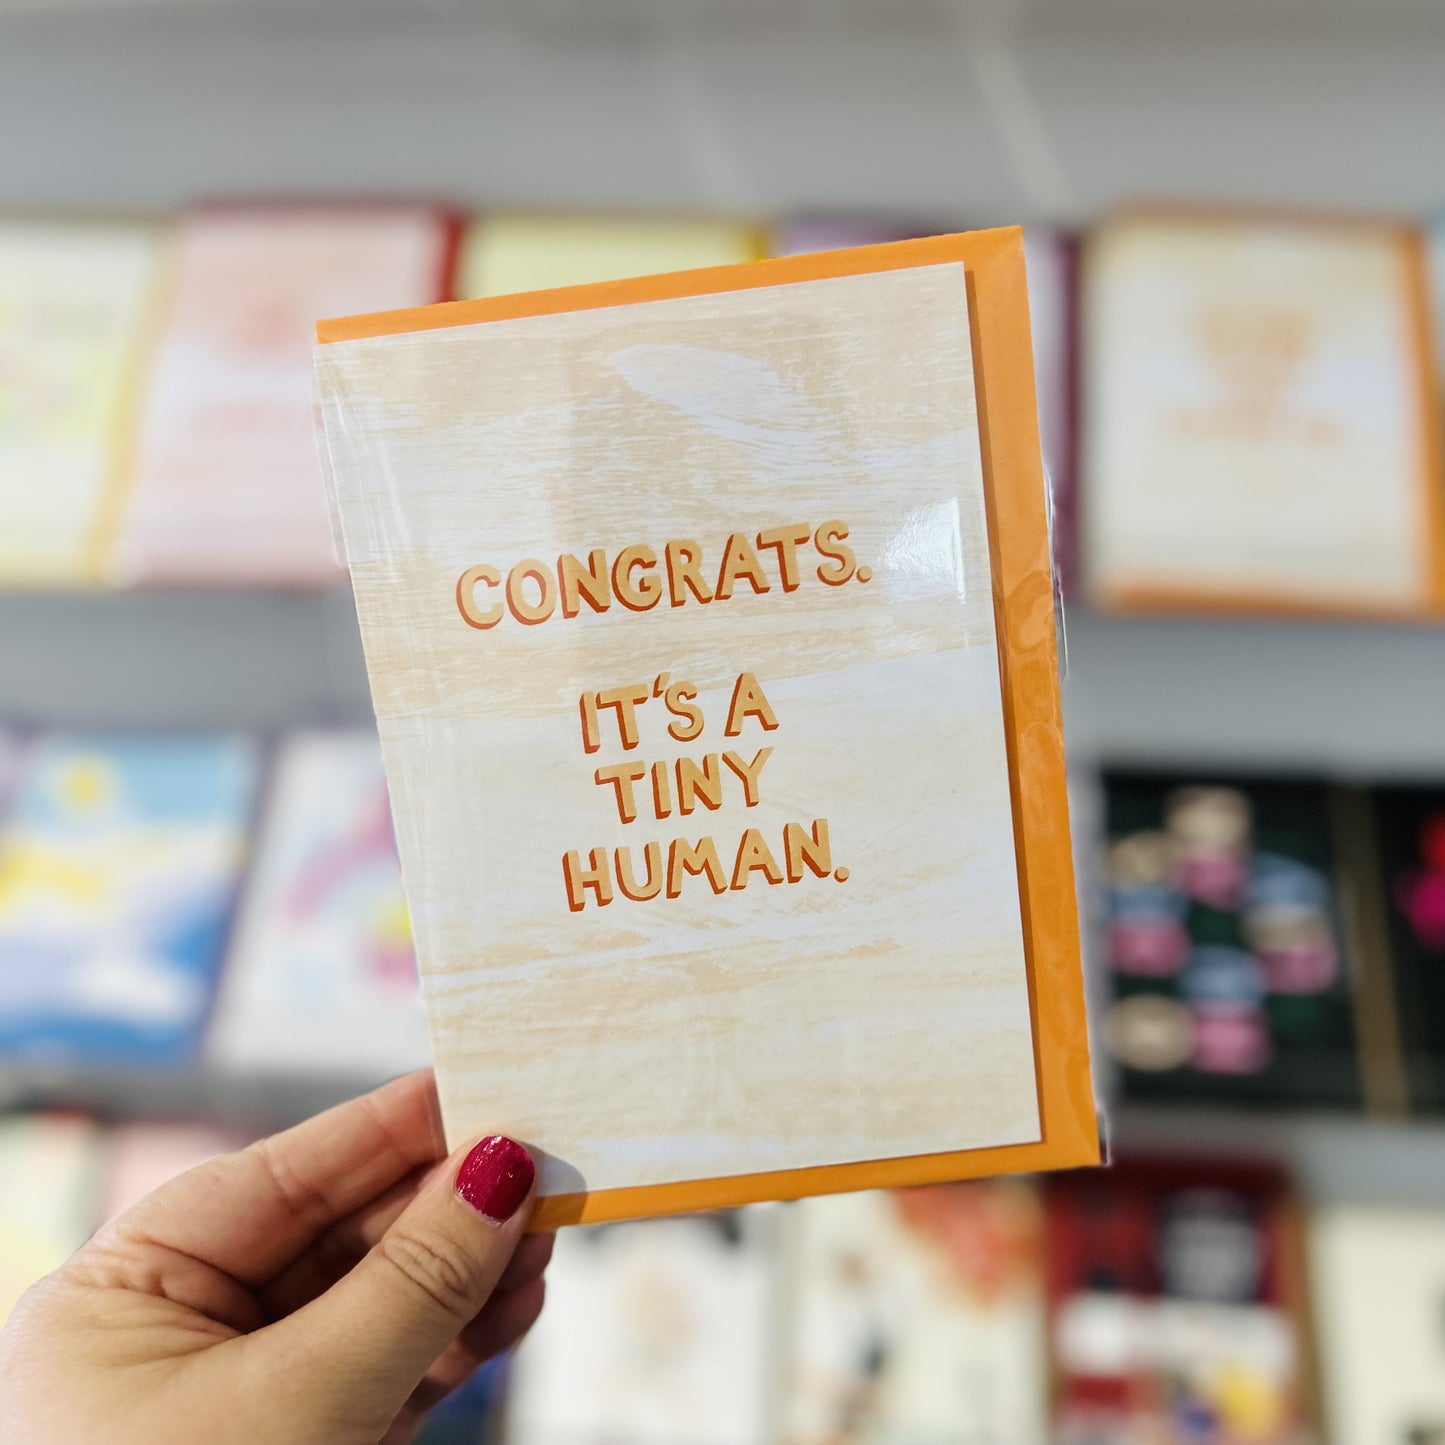 CONGRATS.
IT'S A
TINY
HUMAN.